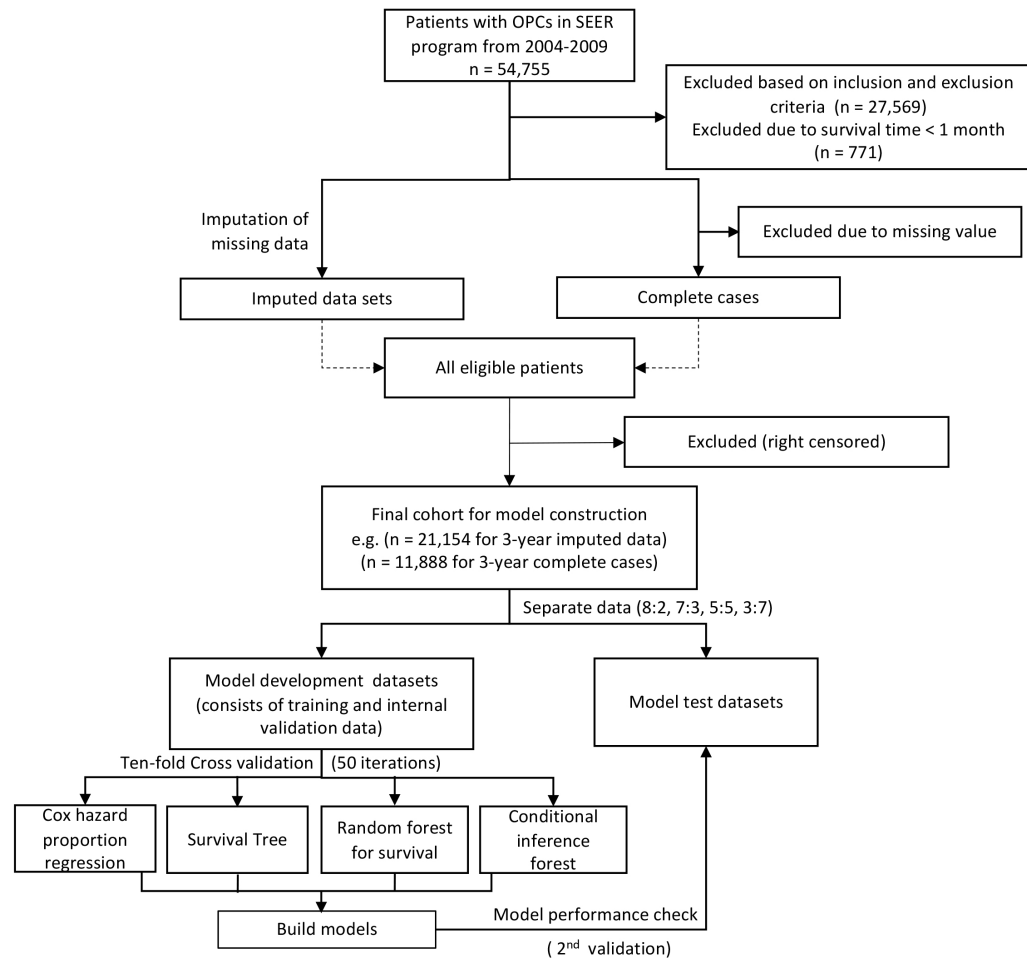 Patients with OPCs in SEER
program from 2004-2009
n = 54,755
Excluded based on inclusion and exclusion
criteria (n = 27,569)
Excluded due to survival time < 1 month
(n = 771)
Imputation of
missing data
Excluded due to missing value
Imputed data sets
Complete cases
All eligible patients
Excluded (right censored)
Final cohort for model construction
e.g. (n = 21,154 for 3-year imputed data)
(n = 11,888 for 3-year complete cases)
Separate data (8:2, 7:3, 5:5, 3:7)
Model development datasets
(consists of training and internal
validation data)
Model test datasets
Ten-fold Cross validation (50 iterations)
Cox hazard
proportion
regression
Survival Tree
Random forest
for survival
Conditional
inference
forest
Build models
Model performance check
( 2nd validation)